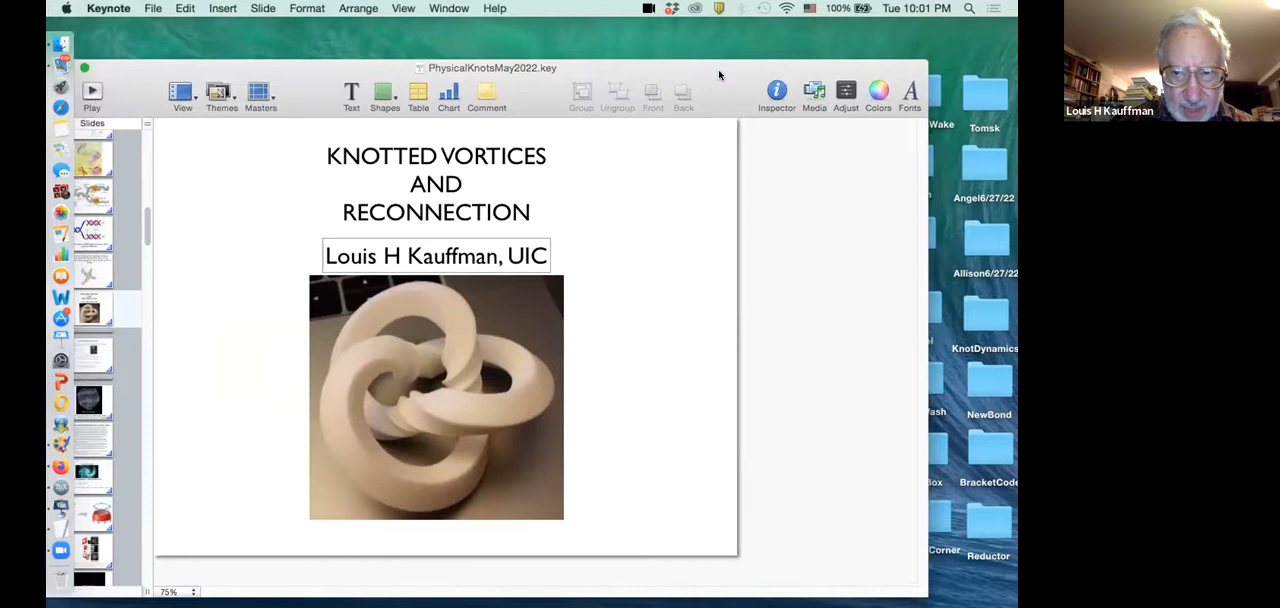 Keynote File Edit Insert Slide Format Arrange View Window Help 100% Tue 10:01 PM
PhysicalKnotsMay2022.key
Play View Themes Masters Text Shapes Table Chart Comment Group Ungroup Front Back Inspector Media Adjust Colors Fonts
Slides
KNOTTED VORTICES
AND
RECONNECTION
Louis H Kauffman, UIC
75%
Wake
Tomsk
Angel6/27/22
Allison6/27/22
KnotDynamics
NewBond
Box
BracketCode
Corner
Reductor
Louis H Kauffman